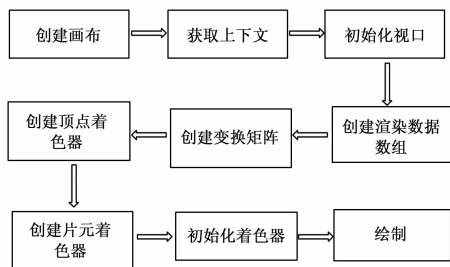 创建画布
获取上下文
初始化视口
创建渲染数据
数组
创建变换矩阵
创建顶点着
色器
创建片元着
色器
初始化着色器
绘制